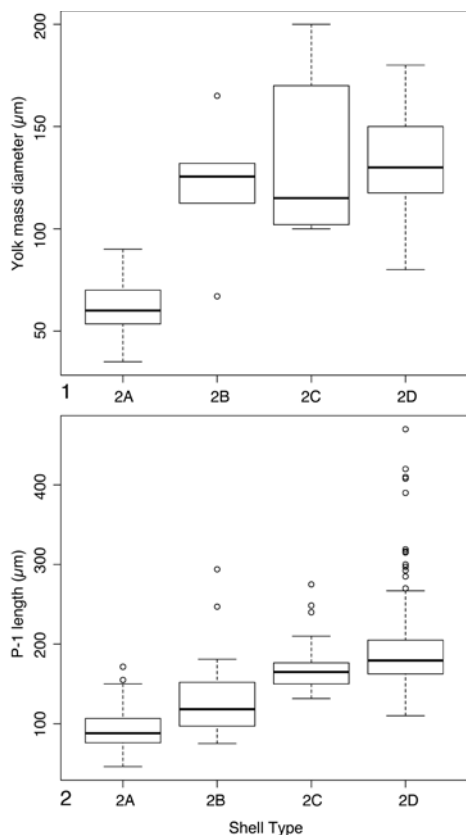 200
150
100
50
Yolk mass diameter (µm)
1
2A 2B 2C 2D
400
300
200
100
P-1 length (µm)
2
2A 2B 2C 2D
Shell Type